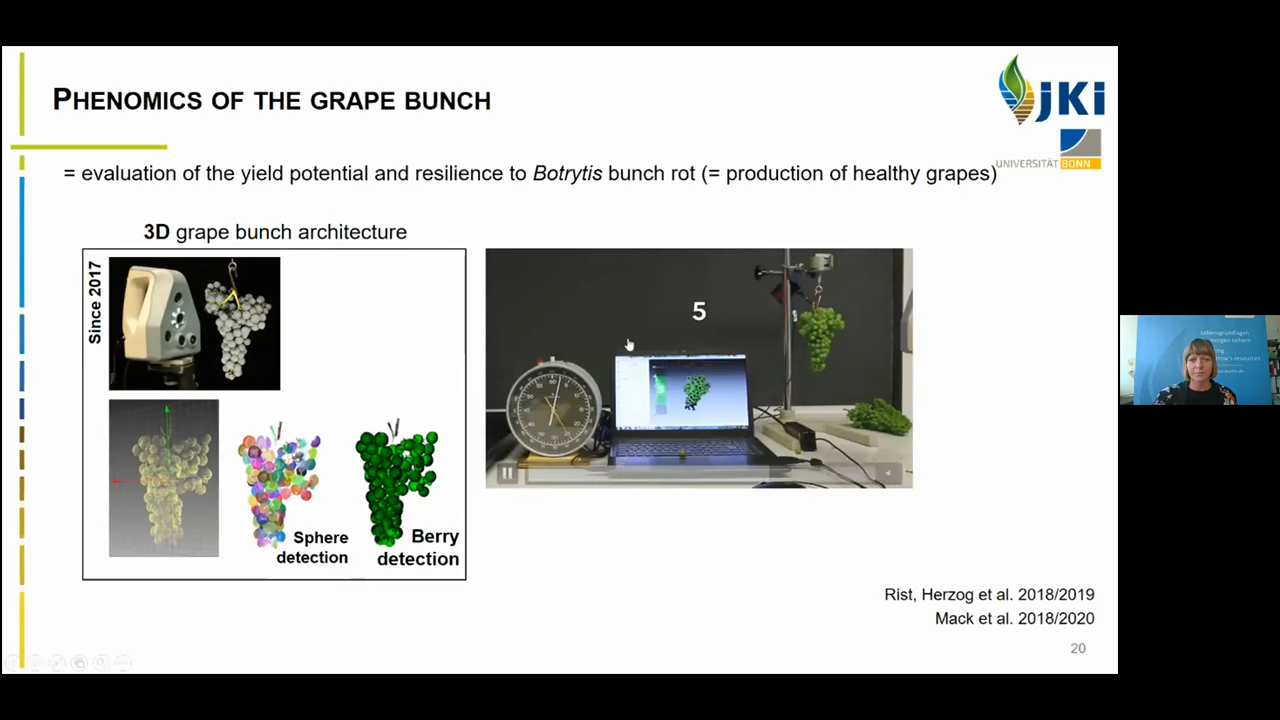 PHENOMICS OF THE GRAPE BUNCH
JKi
UNIVERSITÄT BONN
= evaluation of the yield potential and resilience to Botrytis bunch rot (= production of healthy grapes)
3D grape bunch architecture
Since 2017
5
Sphere
detection
Berry
detection
Lebensgrundlagen
Rist, Herzog et al. 2018/2019
Mack et al. 2018/2020
20